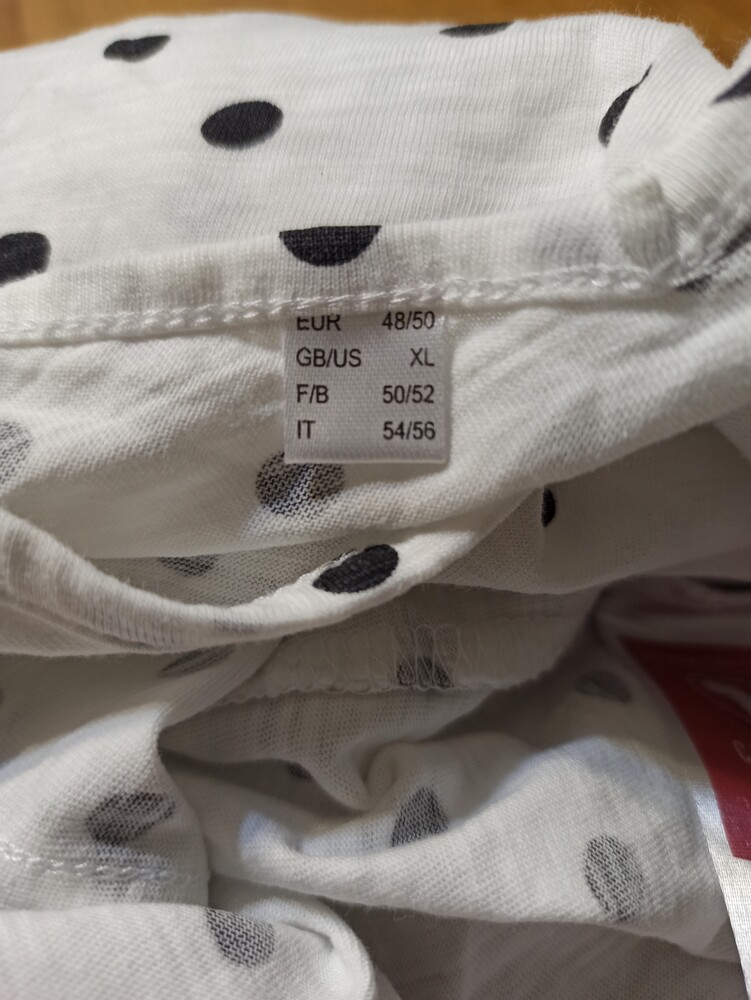 EUR 48/50
GB/US XL
F/B 50/52
IT 54/56